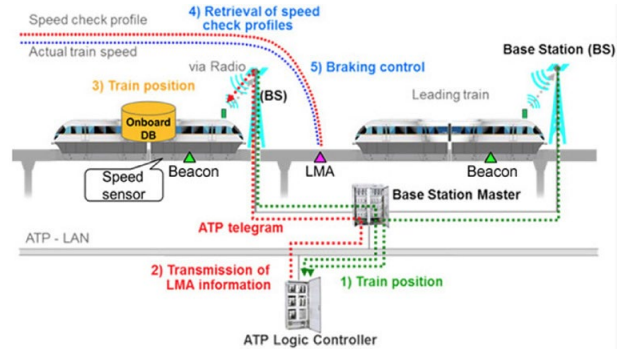 Speed check profile
4) Retrieval of speed
check profiles
Actual train speed
via Radio
5) Braking control
Base Station (BS)
3) Train position
(BS)
Leading train
Onboard
DB
Speed
sensor
Beacon
LMA
Beacon
Base Station Master
ATP telegram
ATP - LAN
2) Transmission of
LMA information
1) Train position
ATP Logic Controller